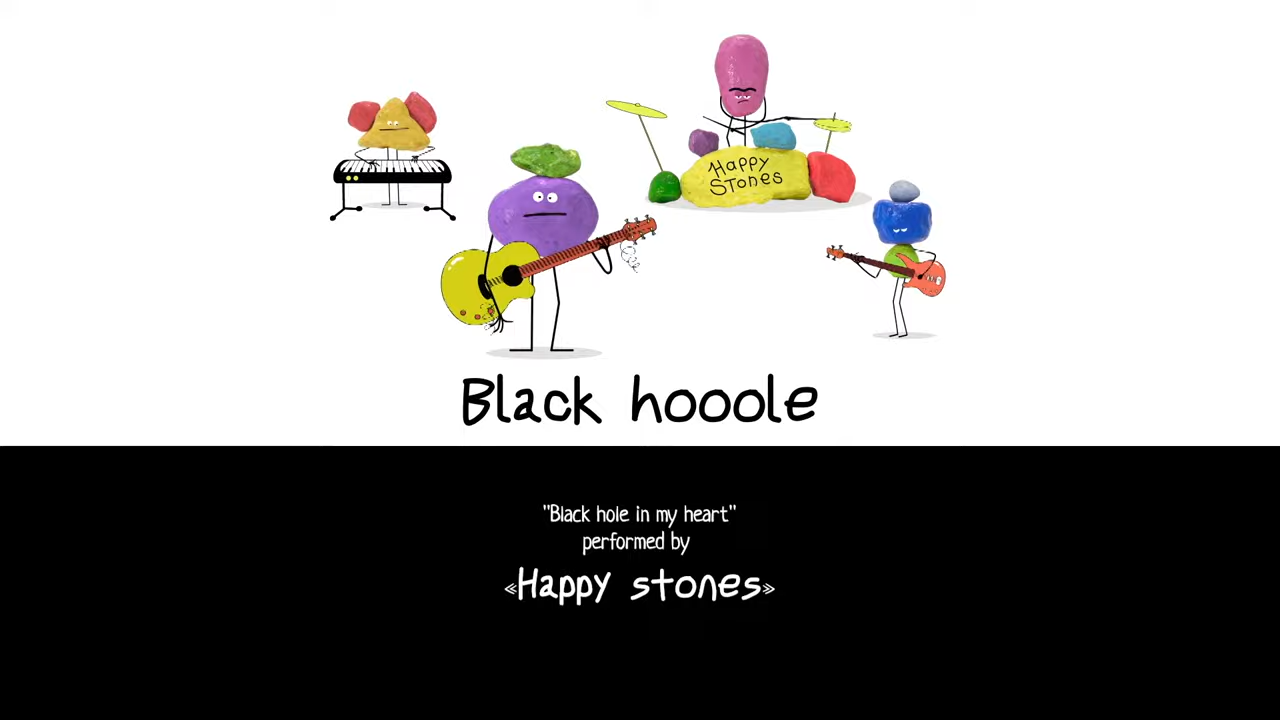 Happy
Stones
Black hooole
"Black hole in my heart"
performed by
«Happy stones»